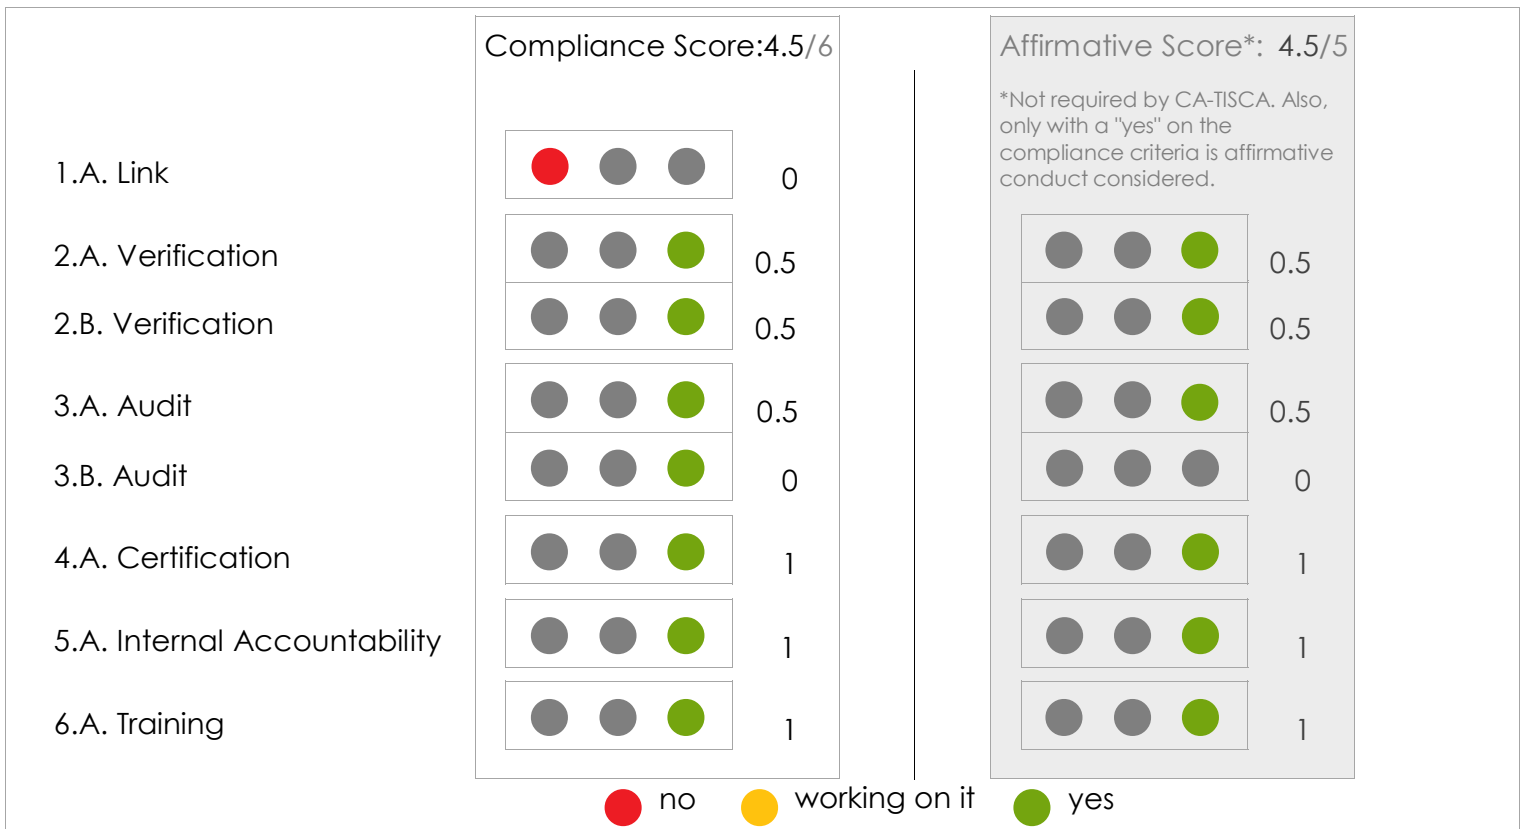 Compliance Score:4.5/6
Affirmative Score*: 4.5/5
*Not required by CA-TISCA. Also,
only with a "yes" on the
compliance criteria is affirmative
conduct considered.
1.A. Link 0
2.A. Verification 0.5 0.5
2.B. Verification 0.5 0.5
3.A. Audit 0.5 0.5
3.B. Audit 0 0
4.A. Certification 1 1
5.A. Internal Accountability 1 1
6.A. Training 1 1
no working on it yes